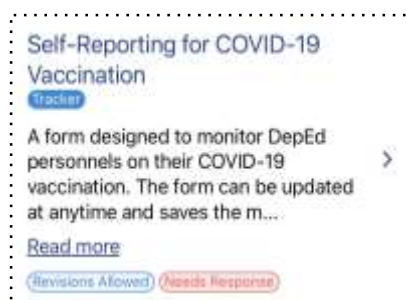 Self-Reporting for COVID-19
Vaccination
Tracker
A form designed to monitor DepEd
personnels on their COVID-19
vaccination. The form can be updated
at anytime and saves the m...
Read more
Revisions Allowed Needs Response